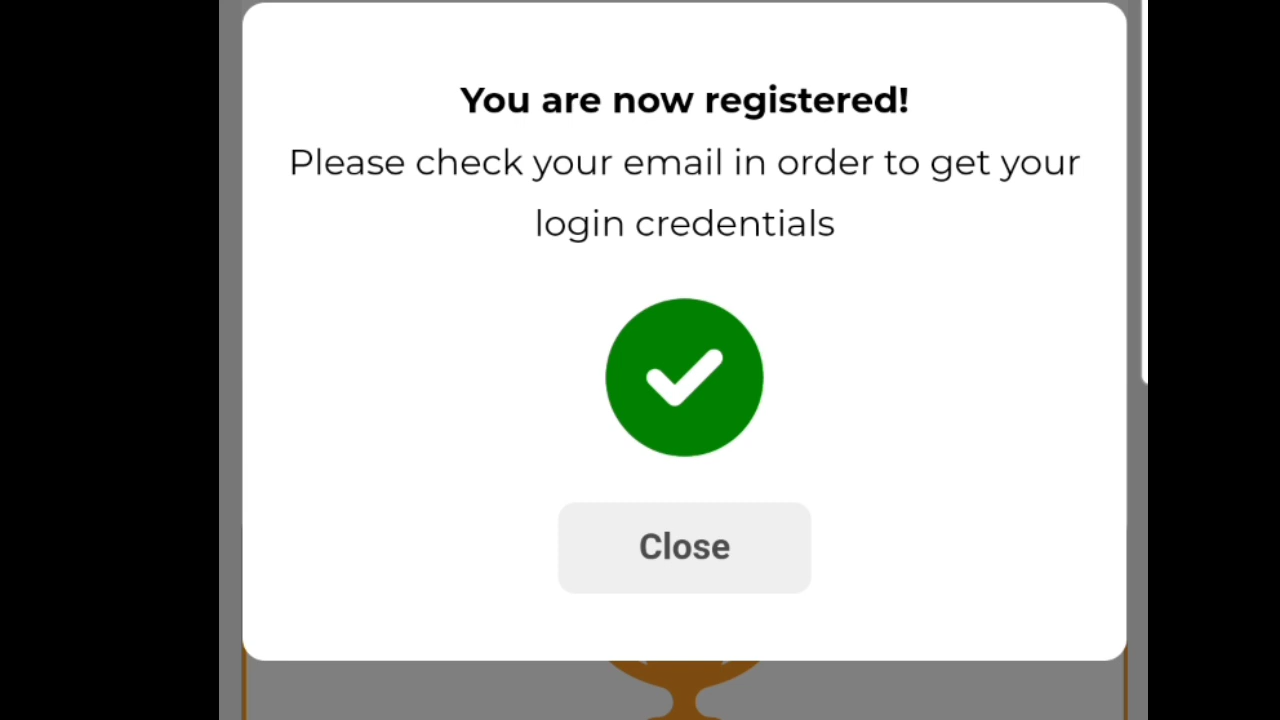 You are now registered!
Please check your email in order to get your
login credentials
Close